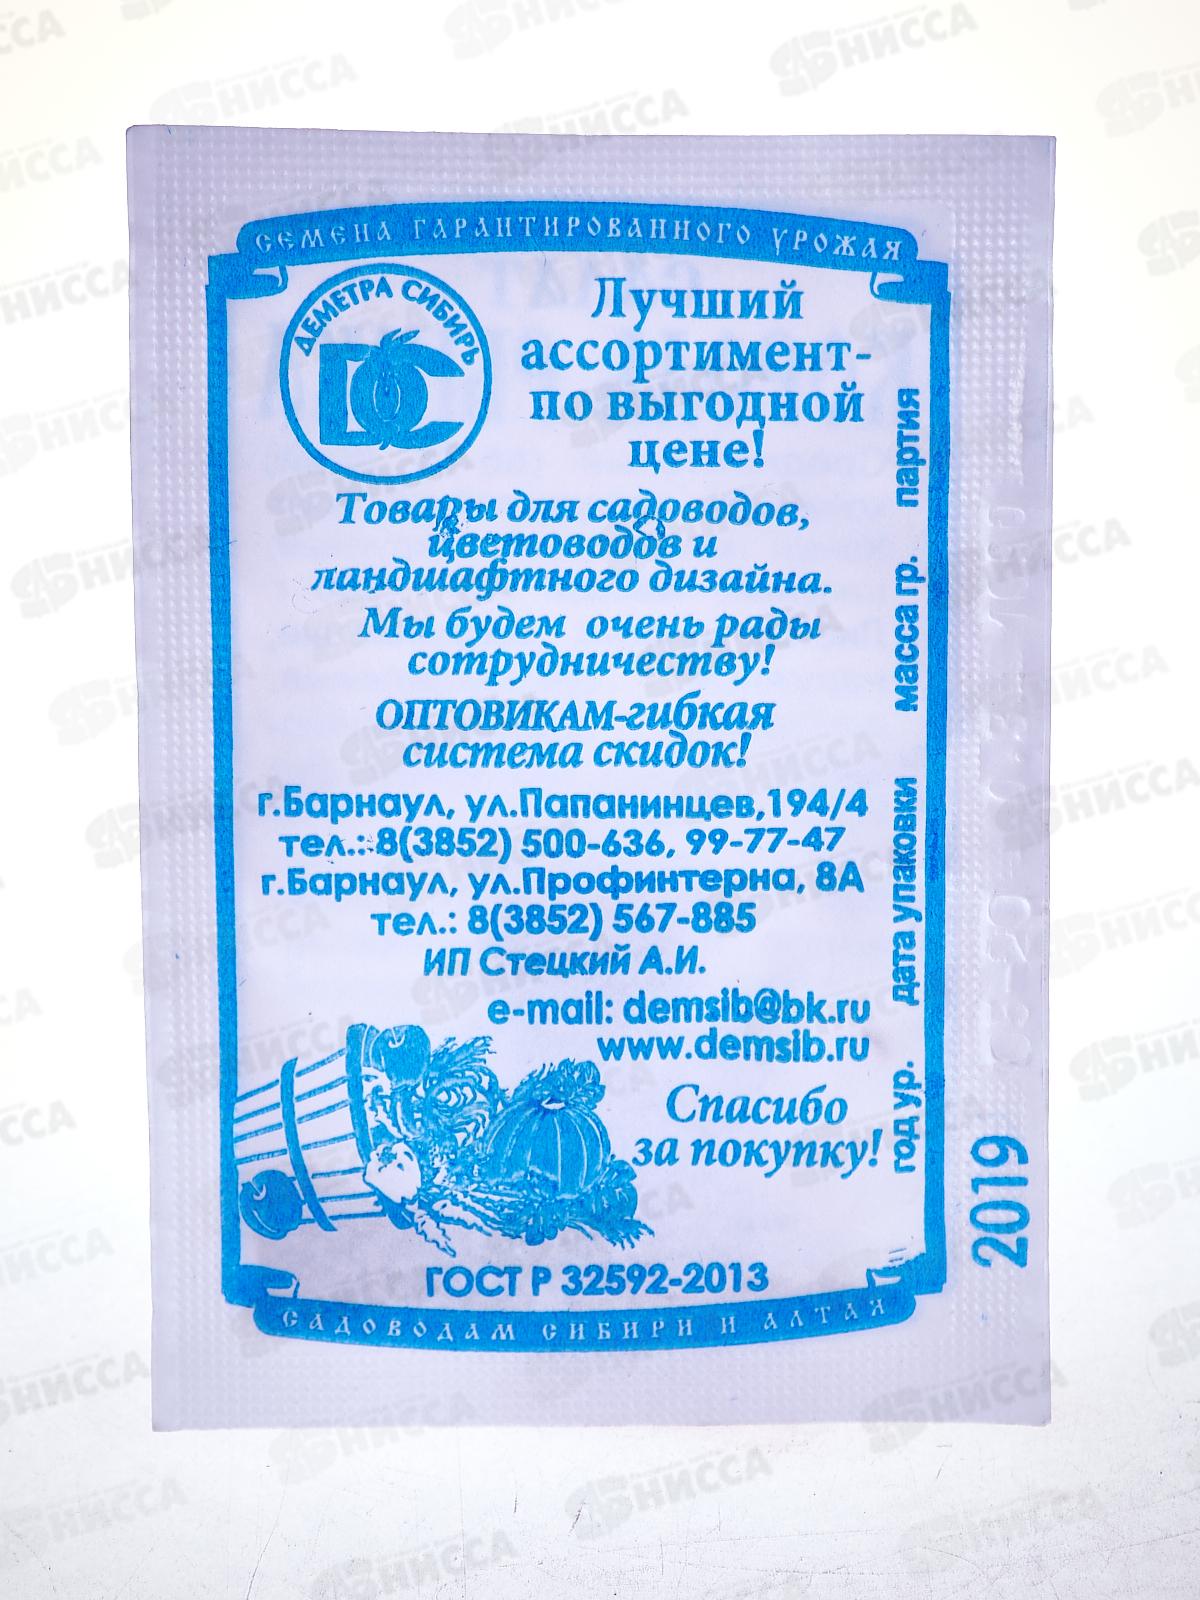 СЕМЕНА ГАРАНТИРОВАННОГО УРОЖАЯ
ДЕМЕТРА СИБИРЬ
DC
Лучший
ассортимент-
по выгодной
цене!
Товары для садоводов,
цветоводов и
ландшафтного дизайна.
Мы будем очень рады
сотрудничеству!
ОПТОВИКАМ-гибкая
система скидок!
г.Барнаул, ул.Папанинцев,194/4
тел.: 8(3852) 500-636, 99-77-47
г.Барнаул, ул.Профинтерна, 8А
тел.: 8(3852) 567-885
ИП Стецкий А.И.
e-mail: demsib@bk.ru
www.demsib.ru
Спасибо
за покупку!
ГОСТ Р 32592-2013
САДОВОДАМ СИБИРИ И АЛТАЯ
год ур. дата упаковки масса гр. партия
2019
НИССА